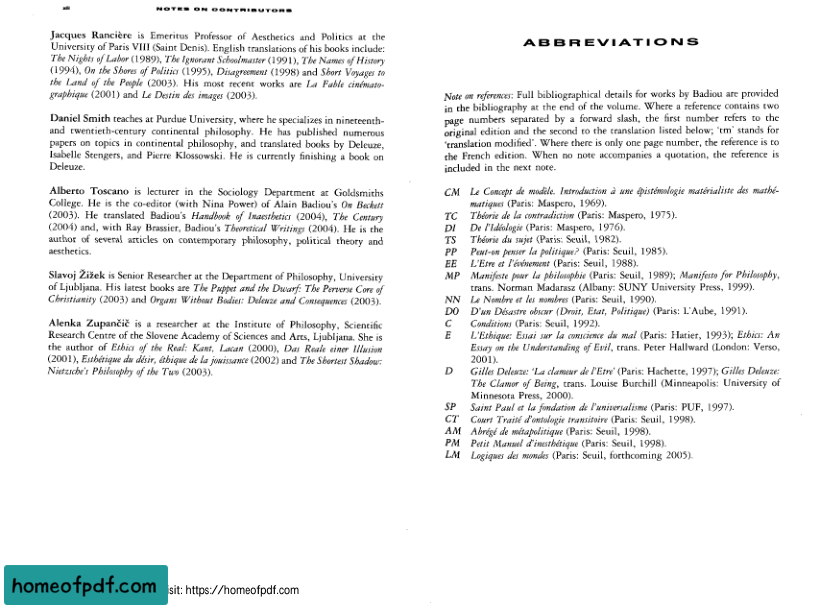 xii NOTES ON CONTRIBUTORS
Jacques Rancière is Emeritus Professor of Aesthetics and Politics at the
University of Paris VIII (Saint Denis). English translations of his books include:
The Nights of Labor (1989), The Ignorant Schoolmaster (1991), The Names of History
(1994), On the Shores of Politics (1995), Disagreement (1998) and Short Voyages to
the Land of the People (2003). His most recent works are La Fable cinémato-
graphique (2001) and Le Destin des images (2003).
Daniel Smith teaches at Purdue University, where he specializes in nineteenth-
and twentieth-century continental philosophy. He has published numerous
papers on topics in continental philosophy, and translated books by Deleuze,
Isabelle Stengers, and Pierre Klossowski. He is currently finishing a book on
Deleuze.
Alberto Toscano is lecturer in the Sociology Department at Goldsmiths
College. He is the co-editor (with Nina Power) of Alain Badiou's On Beckett
(2003). He translated Badiou's Handbook of Inaesthetics (2004), The Century
(2004) and, with Ray Brassier, Badiou's Theoretical Writings (2004). He is the
author of several articles on contemporary philosophy, political theory and
aesthetics.
Slavoj Žižek is Senior Researcher at the Department of Philosophy, University
of Ljubljana. His latest books are The Puppet and the Dwarf: The Perverse Core of
Christianity (2003) and Organs Without Bodies: Deleuze and Consequences (2003).
Alenka Zupančič is a researcher at the Institute of Philosophy, Scientific
Research Centre of the Slovene Academy of Sciences and Arts, Ljubljana. She is
the author of Ethics of the Real: Kant, Lacan (2000), Das Reale einer Illusion
(2001), Esthétique du désir, éthique de la jouissance (2002) and The Shortest Shadow:
Nietzsche's Philosophy of the Two (2003).
ABBREVIATIONS
Note on references: Full bibliographical details for works by Badiou are provided
in the bibliography at the end of the volume. Where a reference contains two
page numbers separated by a forward slash, the first number refers to the
original edition and the second to the translation listed below; 'tm' stands for
'translation modified'. Where there is only one page number, the reference is to
the French edition. When no note accompanies a quotation, the reference is
included in the next note.
CM Le Concept de modèle. Introduction à une épistémologie matérialiste des mathé-
matiques (Paris: Maspero, 1969).
TC Théorie de la contradiction (Paris: Maspero, 1975).
DI De l'Idéologie (Paris: Maspero, 1976).
TS Théorie du sujet (Paris: Seuil, 1982).
PP Peut-on penser la politique? (Paris: Seuil, 1985).
EE L'Etre et l'événement (Paris: Seuil, 1988).
MP Manifeste pour la philosophie (Paris: Seuil, 1989); Manifesto for Philosophy,
trans. Norman Madarasz (Albany: SUNY University Press, 1999).
NN Le Nombre et les nombres (Paris: Seuil, 1990).
DO D'un Désastre obscur (Droit, Etat, Politique) (Paris: L'Aube, 1991).
C Conditions (Paris: Seuil, 1992).
E L'Ethique: Essai sur la conscience du mal (Paris: Hatier, 1993); Ethics: An
Essay on the Understanding of Evil, trans. Peter Hallward (London: Verso,
2001).
D Gilles Deleuze: 'La clameur de l'Etre' (Paris: Hachette, 1997); Gilles Deleuze:
The Clamor of Being, trans. Louise Burchill (Minneapolis: University of
Minnesota Press, 2000).
SP Saint Paul et la fondation de l'universalisme (Paris: PUF, 1997).
CT Court Traité d'ontologie transitoire (Paris: Seuil, 1998).
AM Abrégé de métapolitique (Paris: Seuil, 1998).
PM Petit Manuel d'inesthétique (Paris: Seuil, 1998).
LM Logiques des mondes (Paris: Seuil, forthcoming 2005).
homeofpdf.com isit: https://homeofpdf.com